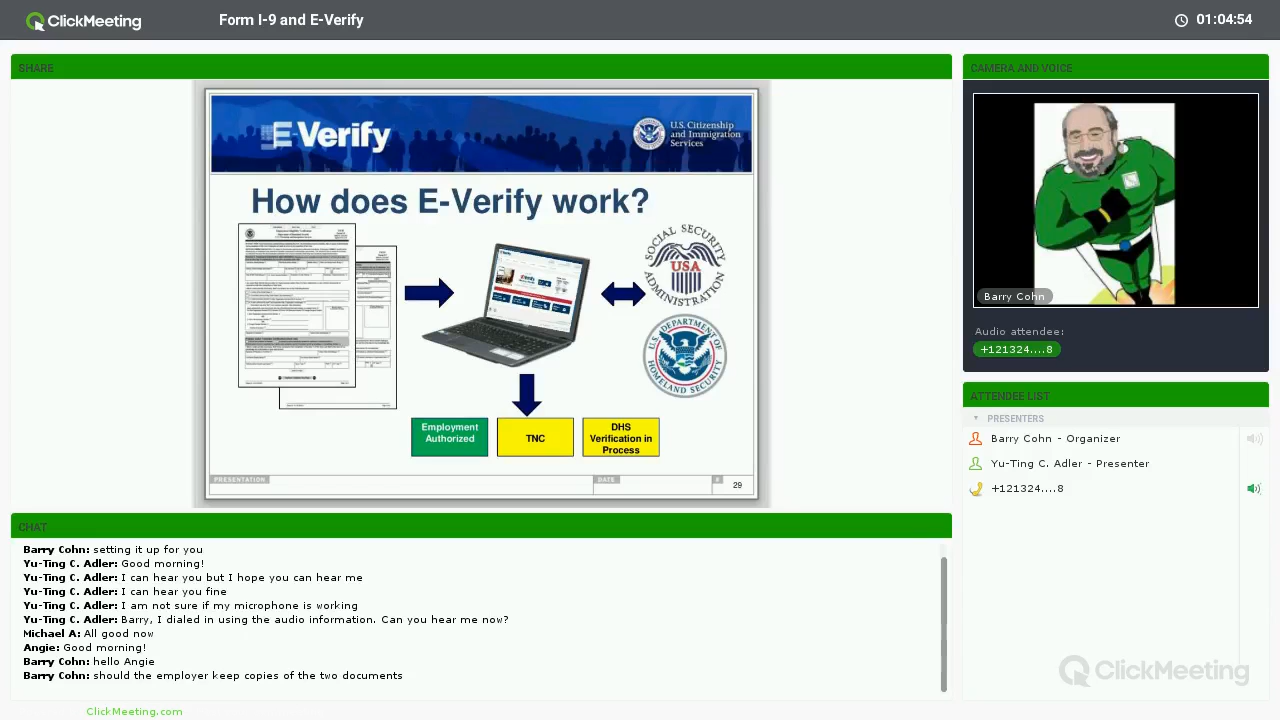 ClickMeeting
Form I-9 and E-Verify
01:04:54
SHARE
E-Verify
U.S. Citizenship
and Immigration
Services
How does E-Verify work?
SOCIAL SECURITY
USA
ADMINISTRATION
U.S. DEPARTMENT OF
HOMELAND SECURITY
Employment
Authorized
TNC
DHS
Verification in
Process
PRESENTATION
DATE
#
29
CHAT
Barry Cohn: setting it up for you
Yu-Ting C. Adler: Good morning!
Yu-Ting C. Adler: I can hear you but I hope you can hear me
Yu-Ting C. Adler: I can hear you fine
Yu-Ting C. Adler: I am not sure if my microphone is working
Yu-Ting C. Adler: Barry, I dialed in using the audio information. Can you hear me now?
Michael A: All good now
Angie: Good morning!
Barry Cohn: hello Angie
Barry Cohn: should the employer keep copies of the two documents
ClickMeeting.com
CAMERA AND VOICE
Barry Cohn
Audio attendee:
+121324....8
ATTENDEE LIST
PRESENTERS
Barry Cohn - Organizer
Yu-Ting C. Adler - Presenter
+121324....8
ClickMeeting